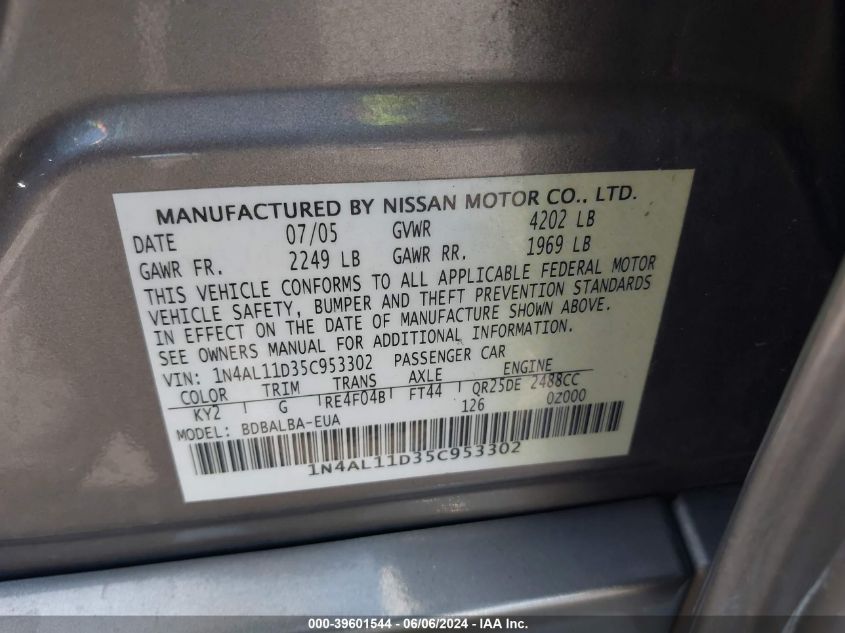 MANUFACTURED BY NISSAN MOTOR CO., LTD.
DATE 07/05 GVWR 4202 LB
GAWR FR. 2249 LB GAWR RR. 1969 LB
THIS VEHICLE CONFORMS TO ALL APPLICABLE FEDERAL MOTOR
VEHICLE SAFETY, BUMPER AND THEFT PREVENTION STANDARDS
IN EFFECT ON THE DATE OF MANUFACTURE SHOWN ABOVE.
SEE OWNERS MANUAL FOR ADDITIONAL INFORMATION.
VIN: 1N4AL11D35C953302 PASSENGER CAR
COLOR TRIM TRANS AXLE ENGINE
KY2 G RE4F04B FT44 QR25DE 2488CC
MODEL: BDBALBA-EUA 126 0Z000
1N4AL11D35C953302
000-39601544 - 06/06/2024 - IAAI Inc.